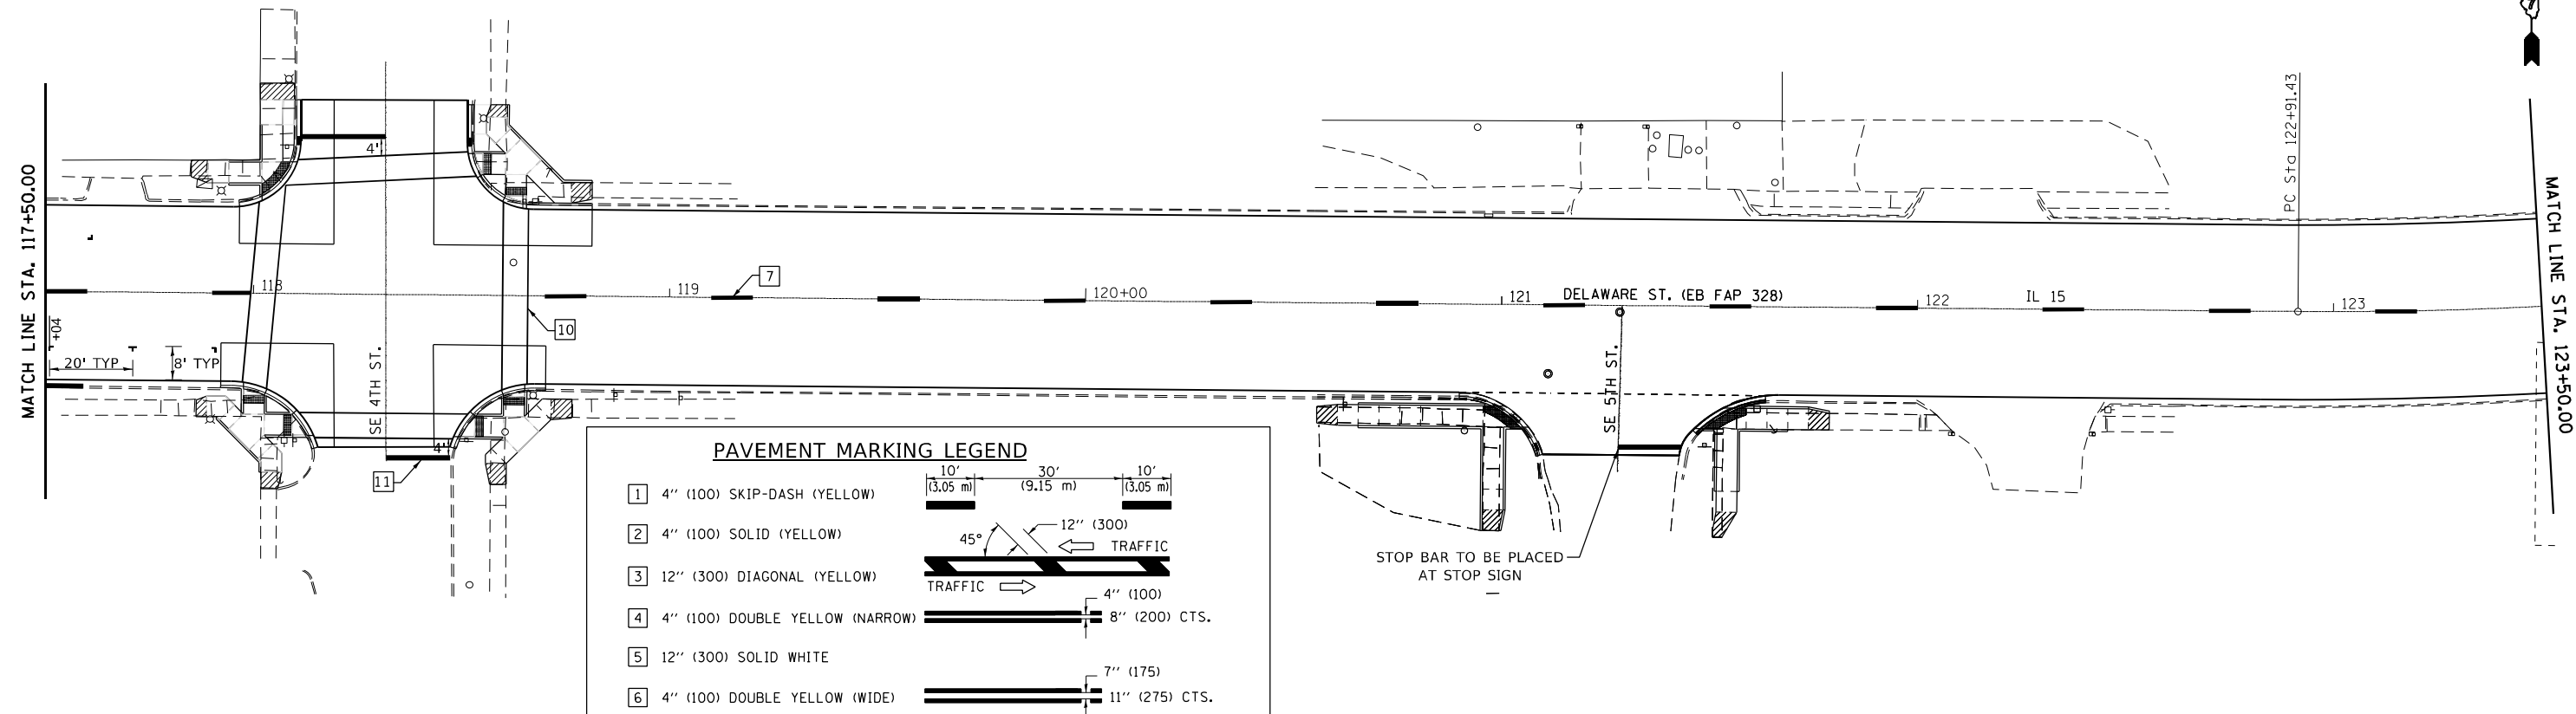 MATCH LINE STA. 117+50.00
+04
20' TYP
8' TYP
118
4'
SE 4TH ST.
4'
11
10
119
7
120+00
121
DELAWARE ST. (EB FAP 328)
IL 15
122
123
PC Sta 122+91.43
MATCH LINE STA. 123+50.00
SE 5TH ST.
STOP BAR TO BE PLACED
AT STOP SIGN
PAVEMENT MARKING LEGEND
1 4'' (100) SKIP-DASH (YELLOW)
10' 30' 10'
(3.05 m) (9.15 m) (3.05 m)
2 4'' (100) SOLID (YELLOW)
12'' (300)
45°
TRAFFIC
3 12'' (300) DIAGONAL (YELLOW)
TRAFFIC
4'' (100)
4 4'' (100) DOUBLE YELLOW (NARROW) 8'' (200) CTS.
5 12'' (300) SOLID WHITE
7'' (175)
6 4'' (100) DOUBLE YELLOW (WIDE) 11'' (275) CTS.